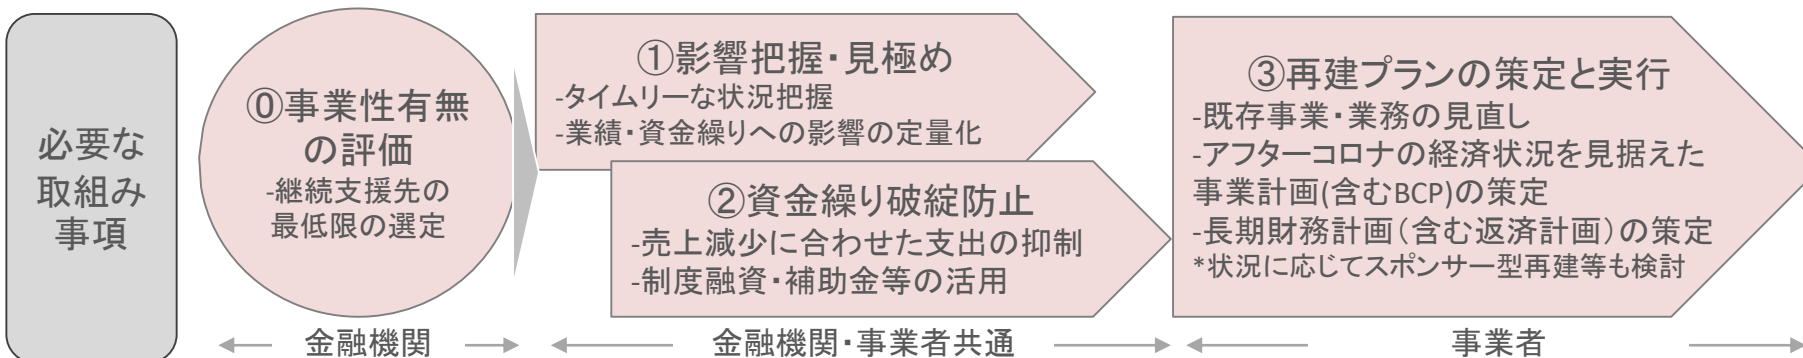 必要な
取組み
事項
⓪事業性有無
の評価
-継続支援先の
最低限の選定
①影響把握・見極め
-タイムリーな状況把握
-業績・資金繰りへの影響の定量化
②資金繰り破綻防止
-売上減少に合わせた支出の抑制
-制度融資・補助金等の活用
③再建プランの策定と実行
-既存事業・業務の見直し
-アフターコロナの経済状況を見据えた
事業計画(含むBCP)の策定
-長期財務計画（含む返済計画）の策定
*状況に応じてスポンサー型再建等も検討
金融機関
金融機関・事業者共通
事業者